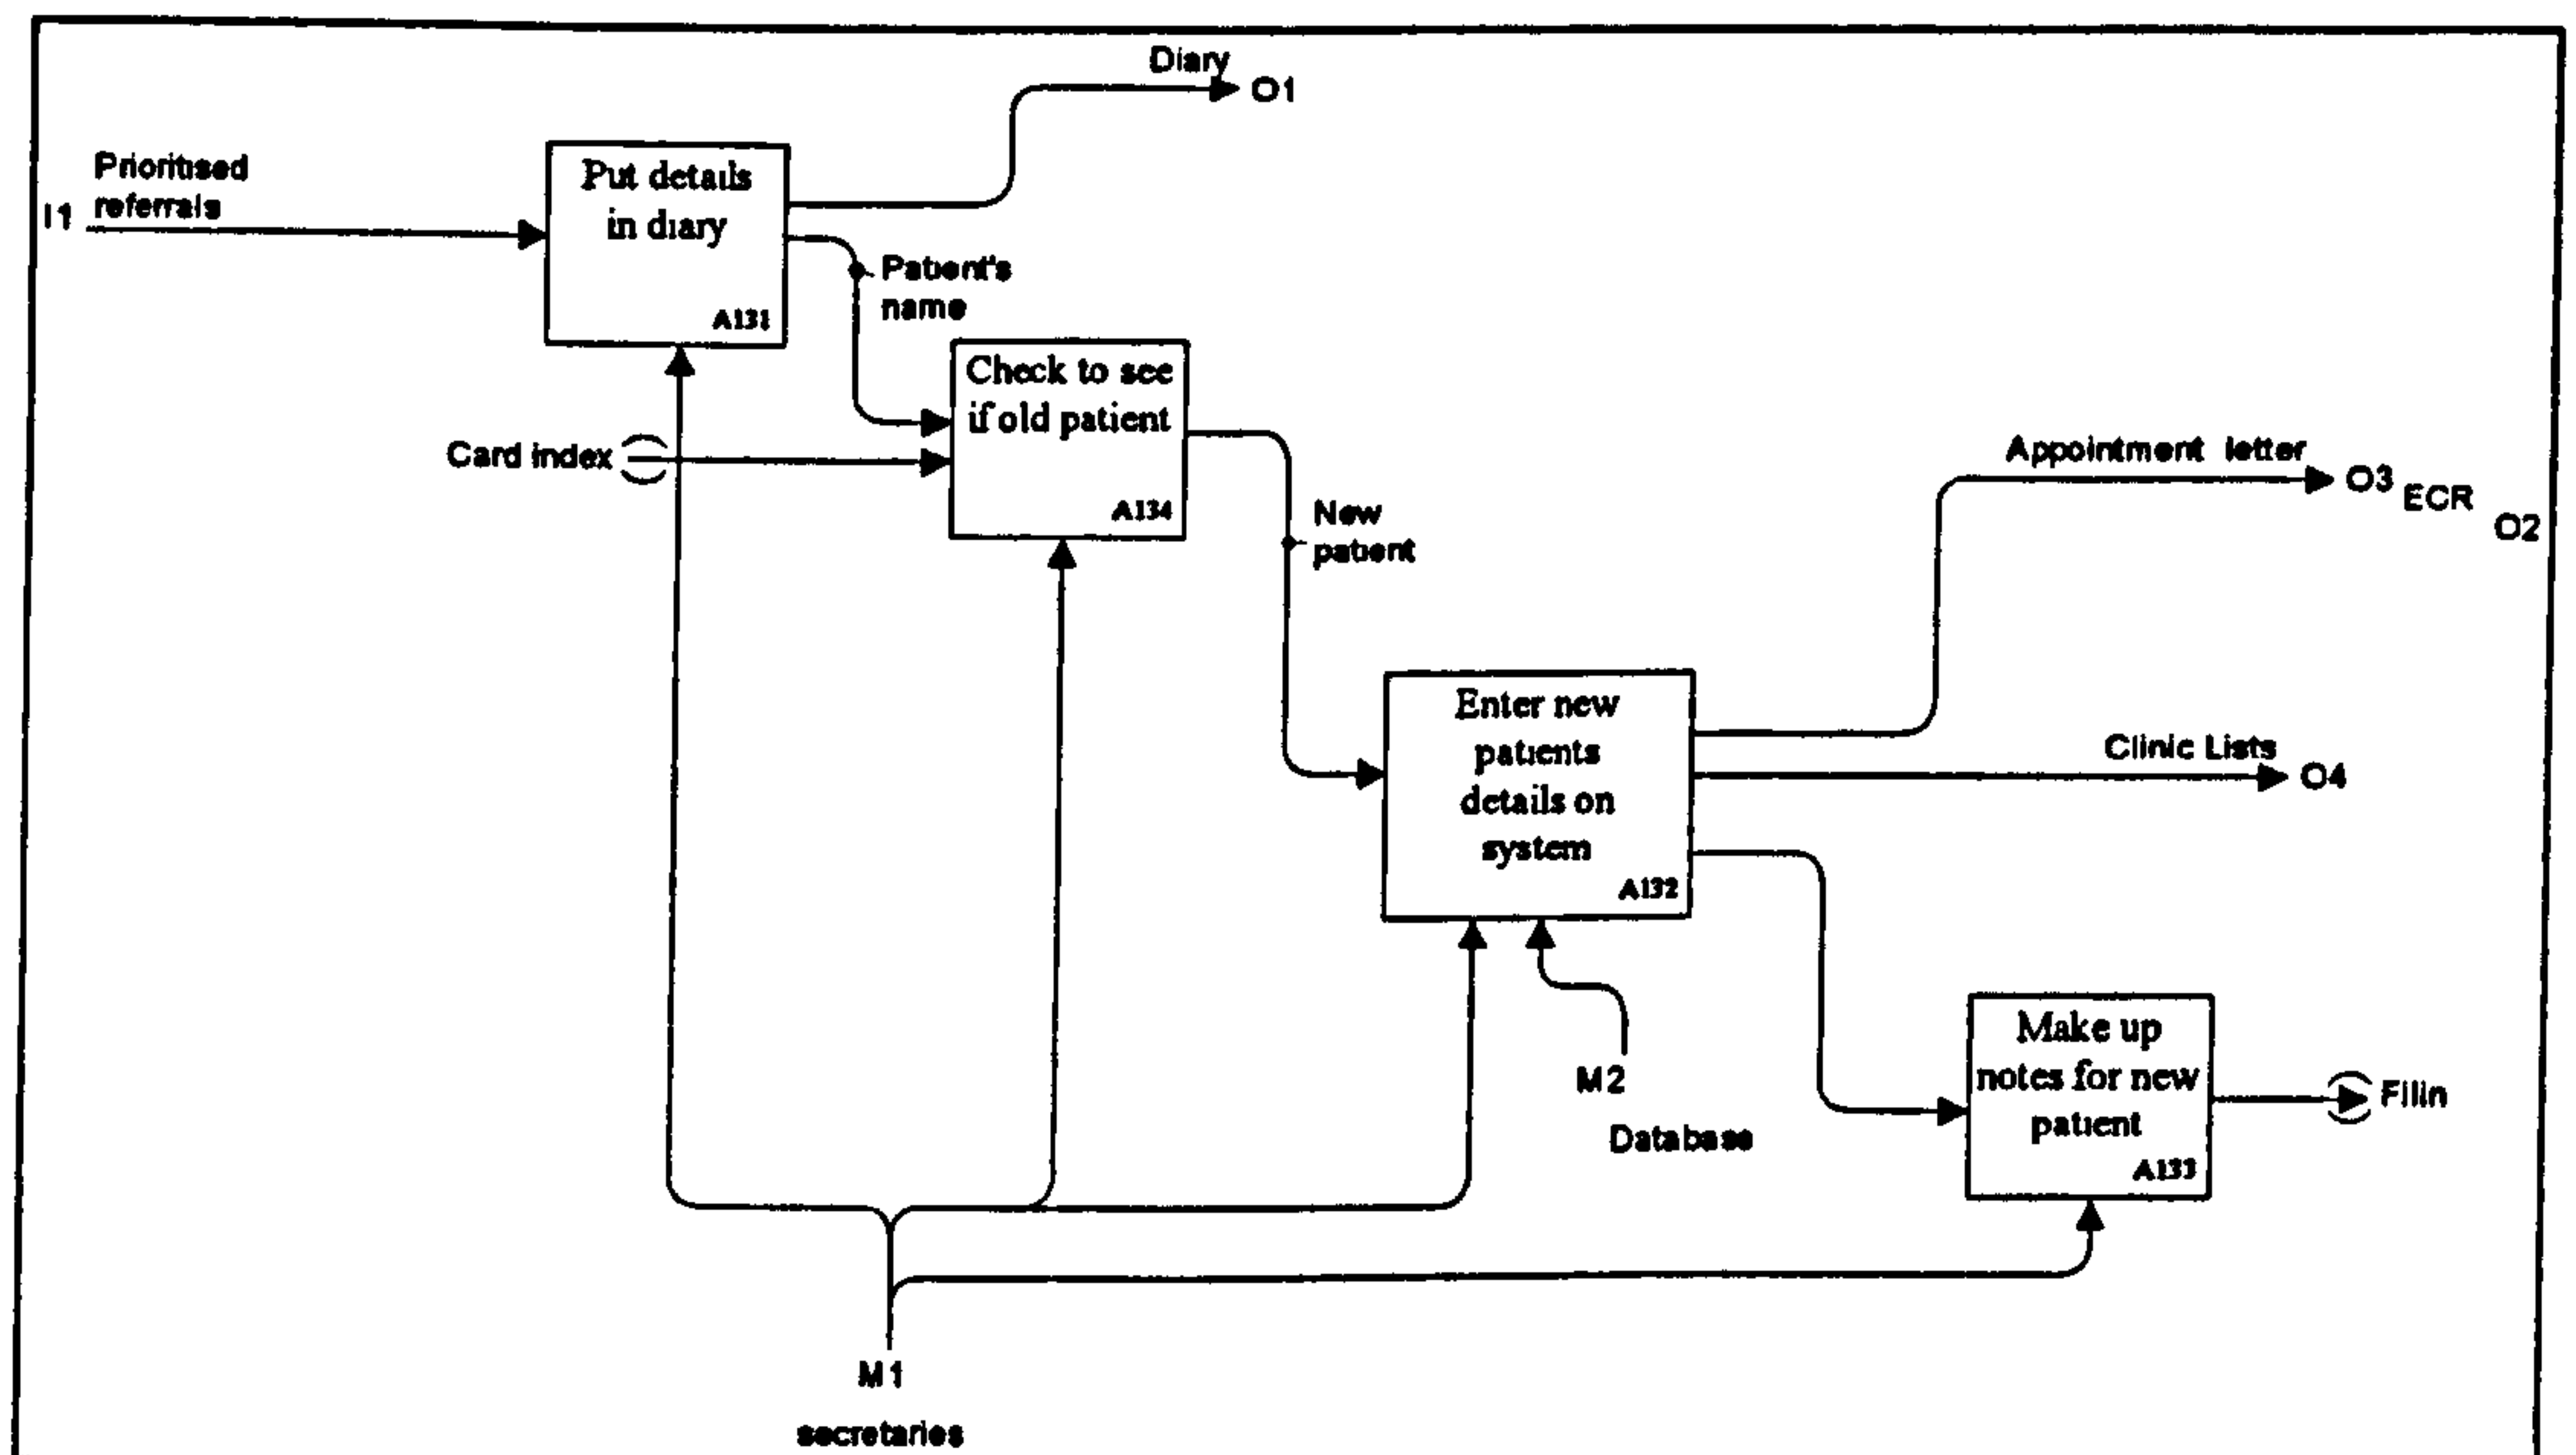 Diary
O1
Prioritised
referrals
I1
Put details
in diary
A131
Patient's
name
Check to see
if old patient
A134
Card index
New
patient
Appointment letter
O3
ECR
O2
Enter new
patients
details on
system
A132
Clinic Lists
O4
M2
Database
Make up
notes for new
patient
A133
Filin
M1
secretaries